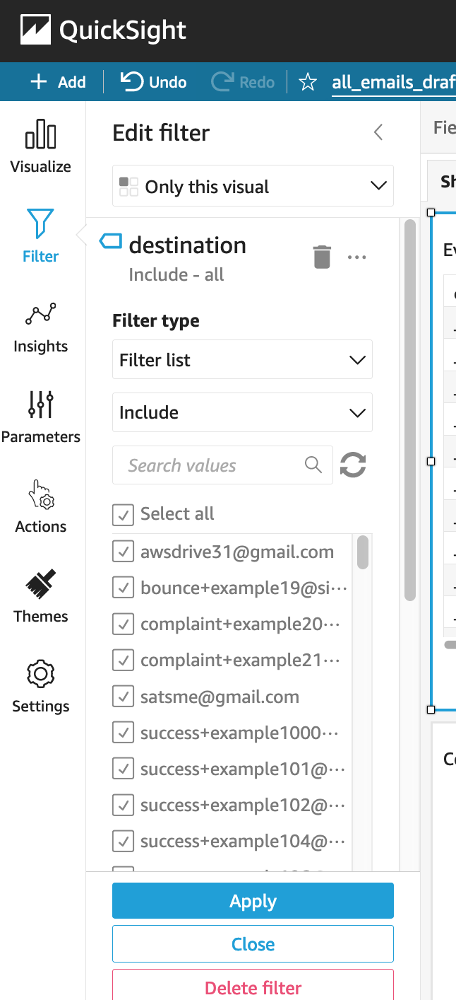 QuickSight
Add
Undo
Redo
all_emails_draf
Visualize
Filter
Insights
Parameters
Actions
Themes
Settings
Edit filter
Only this visual
destination
Include - all
Filter type
Filter list
Include
Search values
Select all
awsdrive31@gmail.com
bounce+example19@si···
complaint+example20···
complaint+example21···
satsme@gmail.com
success+example1000···
success+example101@···
success+example102@···
success+example104@···
Apply
Close
Delete filter
Fie
Sh
Ev